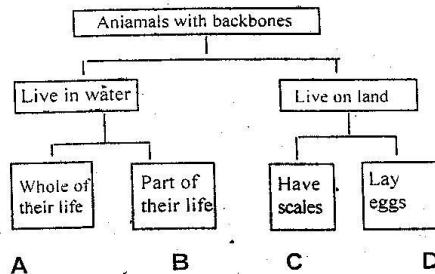 Aniamals with backbones
Live in water
Live on land
Whole of
their life
Part of
their life
Have
scales
Lay
eggs
A
B
C
D